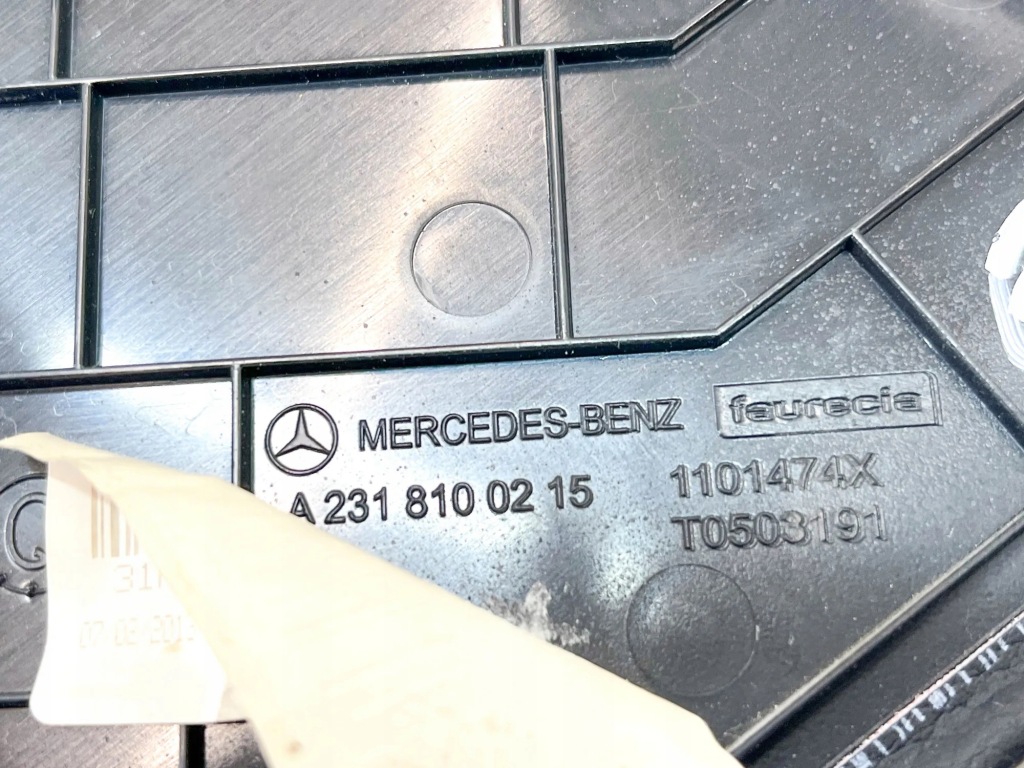 MERCEDES-BENZ faurecia
A 231 810 02 15 1101474X
T0503191